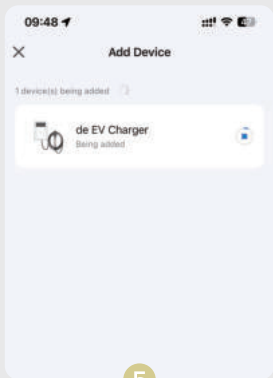 09:48
Add Device
1 device(s) being added
de EV Charger
Being added
5